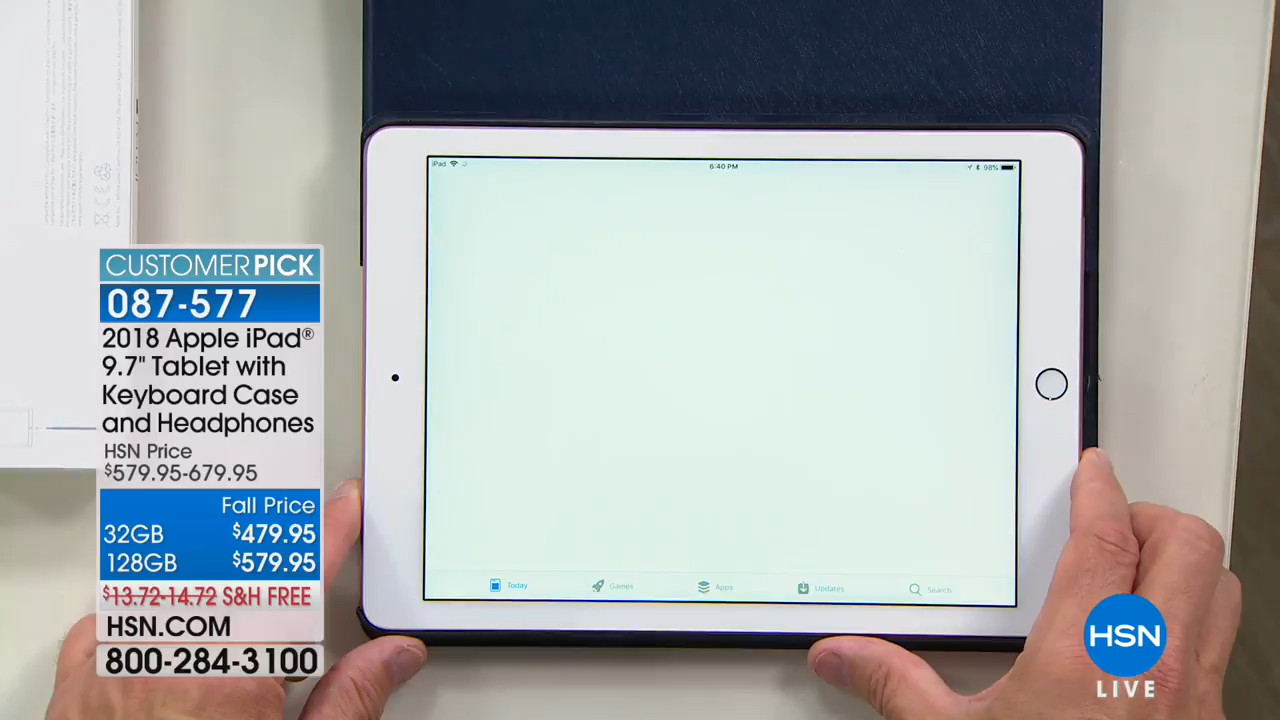 CUSTOMER PICK
087-577
2018 Apple iPad®
9.7" Tablet with
Keyboard Case
and Headphones
HSN Price
$579.95-679.95
Fall Price
32GB $479.95
128GB $579.95
$13.72-14.72 S&H FREE
HSN.COM
800-284-3100
iPad 6:40 PM 98%
Today Games Apps Updates Search
HSN
LIVE